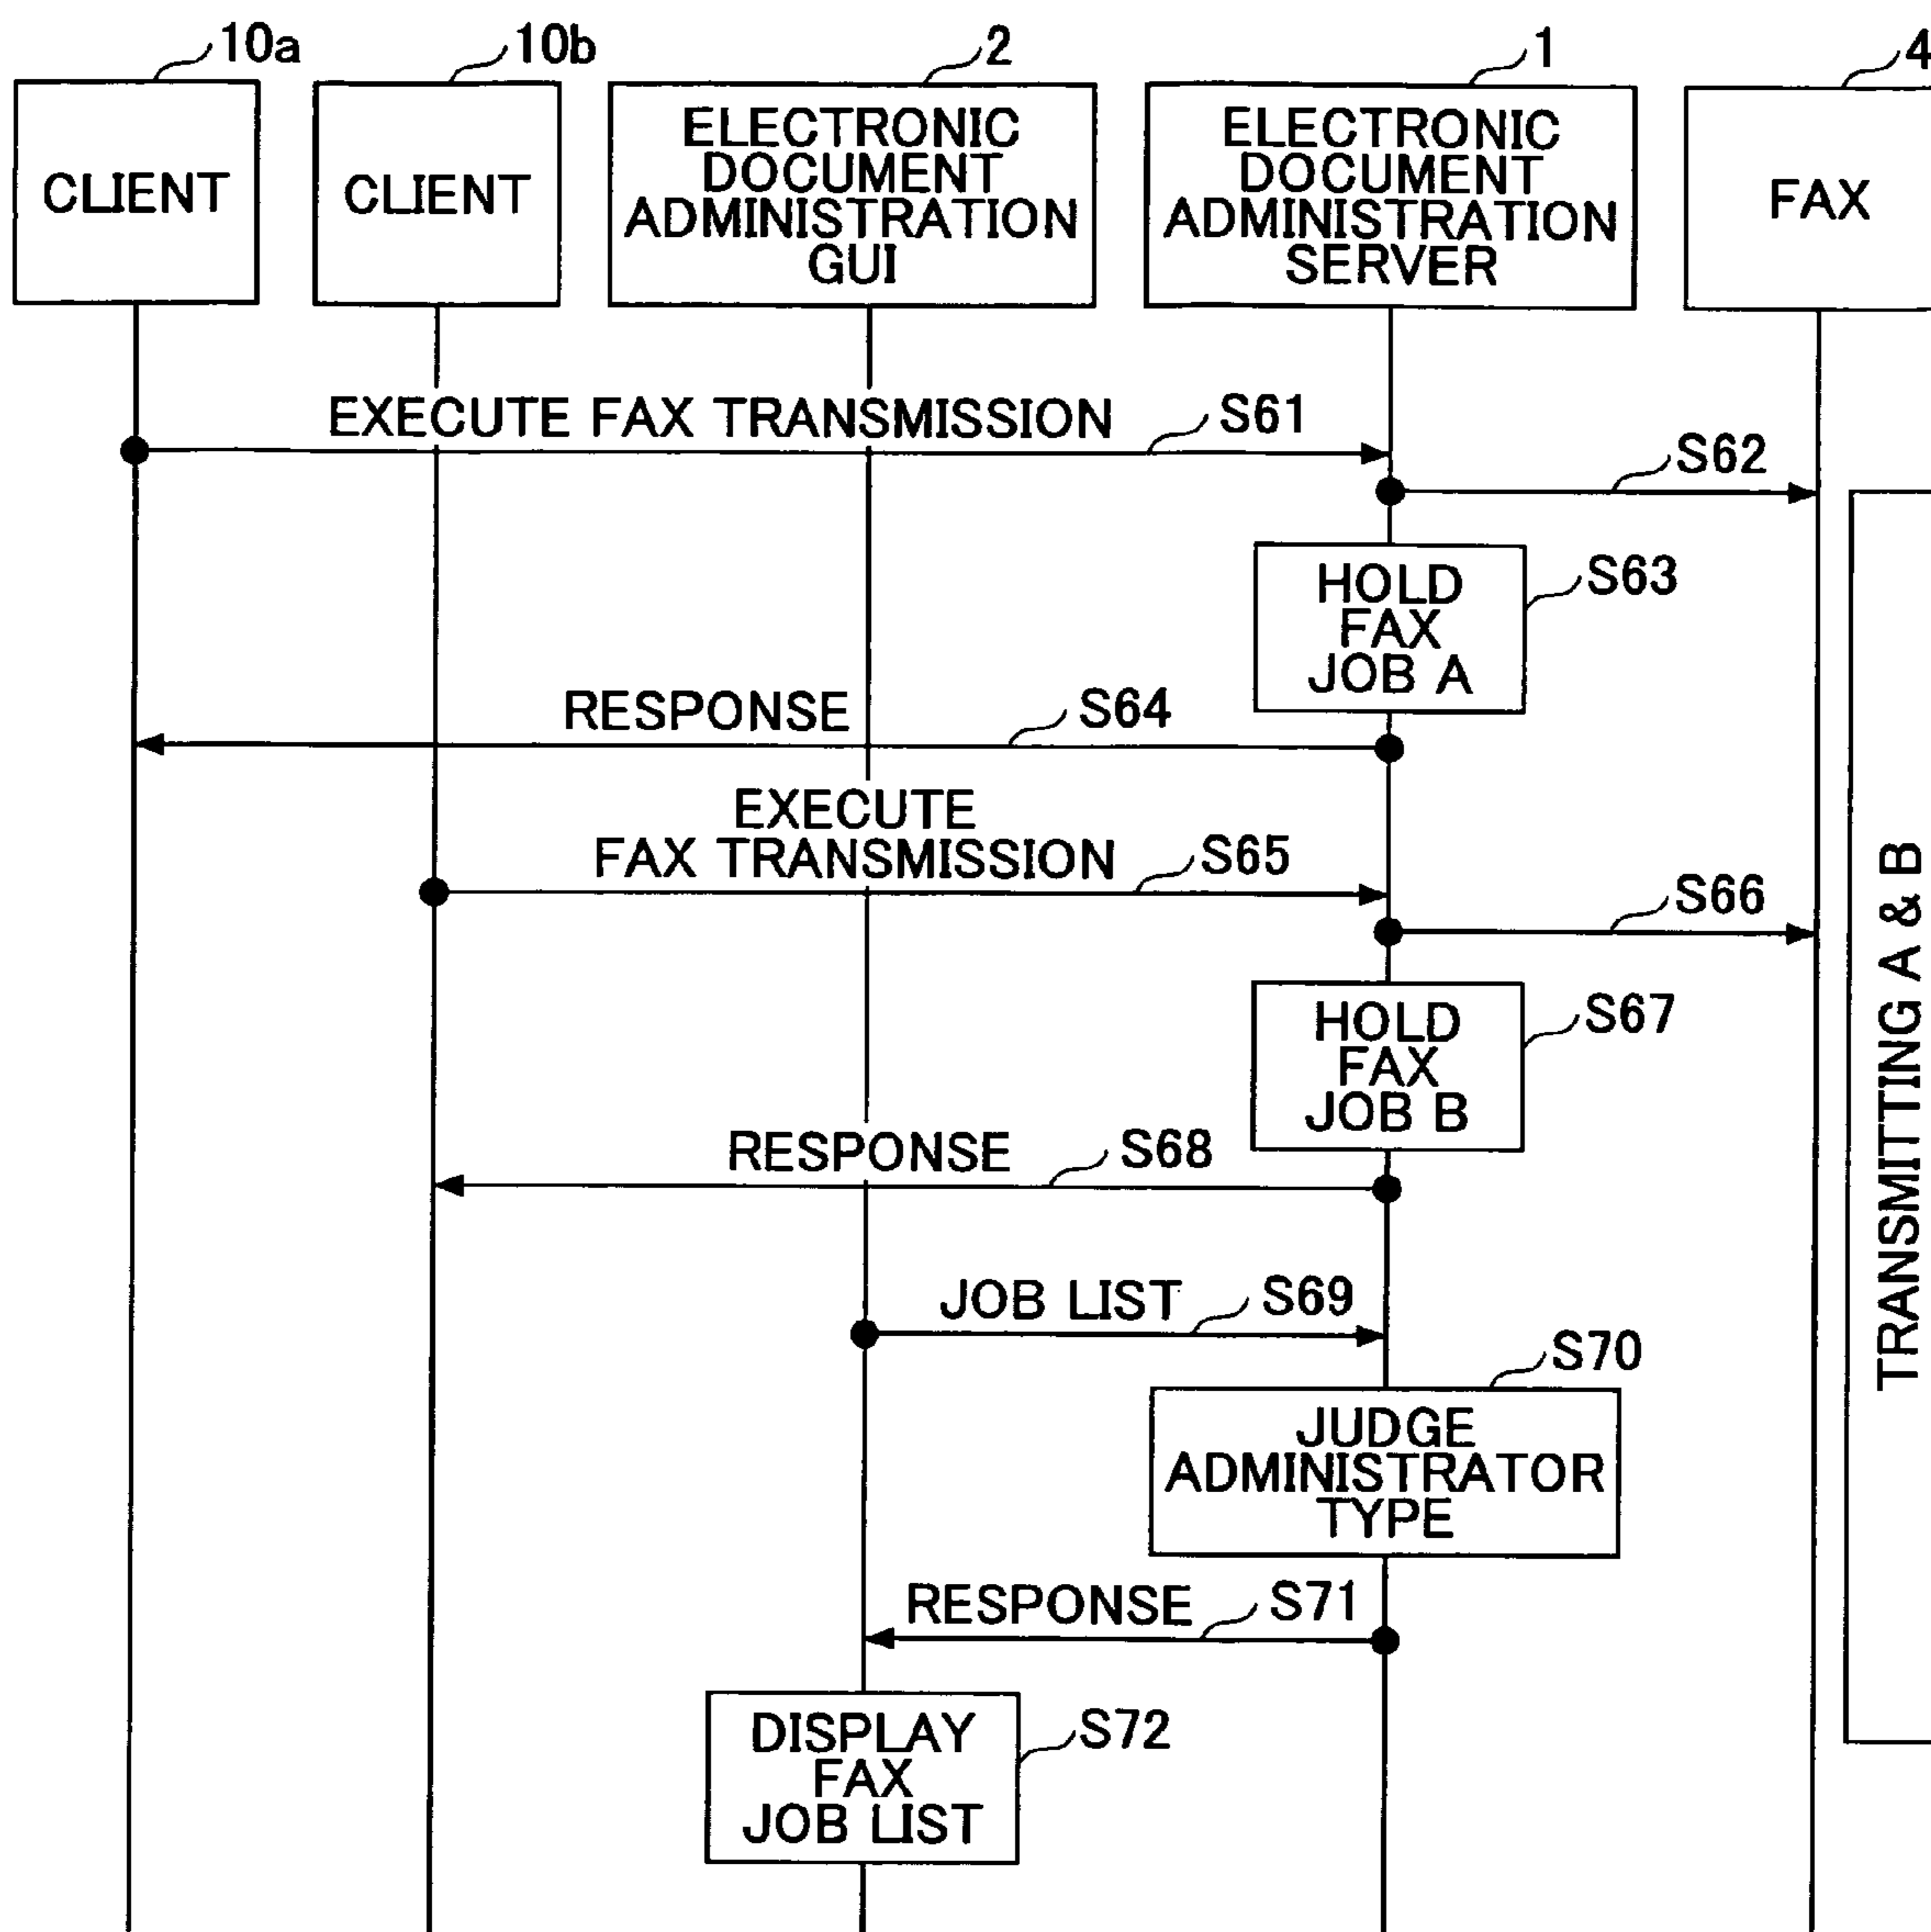 10a
10b
2
1
4
CLIENT
CLIENT
ELECTRONIC
DOCUMENT
ADMINISTRATION
GUI
ELECTRONIC
DOCUMENT
ADMINISTRATION
SERVER
FAX
EXECUTE FAX TRANSMISSION
S61
S62
HOLD
FAX
JOB A
S63
RESPONSE
S64
EXECUTE
FAX TRANSMISSION
S65
S66
HOLD
FAX
JOB B
S67
TRANSMITTING A & B
RESPONSE
S68
JOB LIST
S69
S70
JUDGE
ADMINISTRATOR
TYPE
RESPONSE
S71
DISPLAY
FAX
JOB LIST
S72